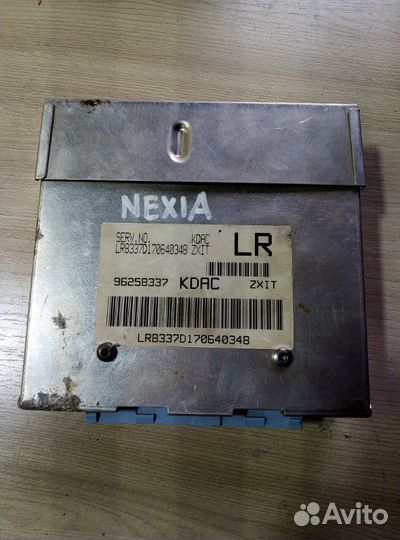 NEXIA
SERV.NO. KDAC LR
LR8337D170640348 ZXIT
96258337 KDAC ZXIT
LR8337D170640348
Avito